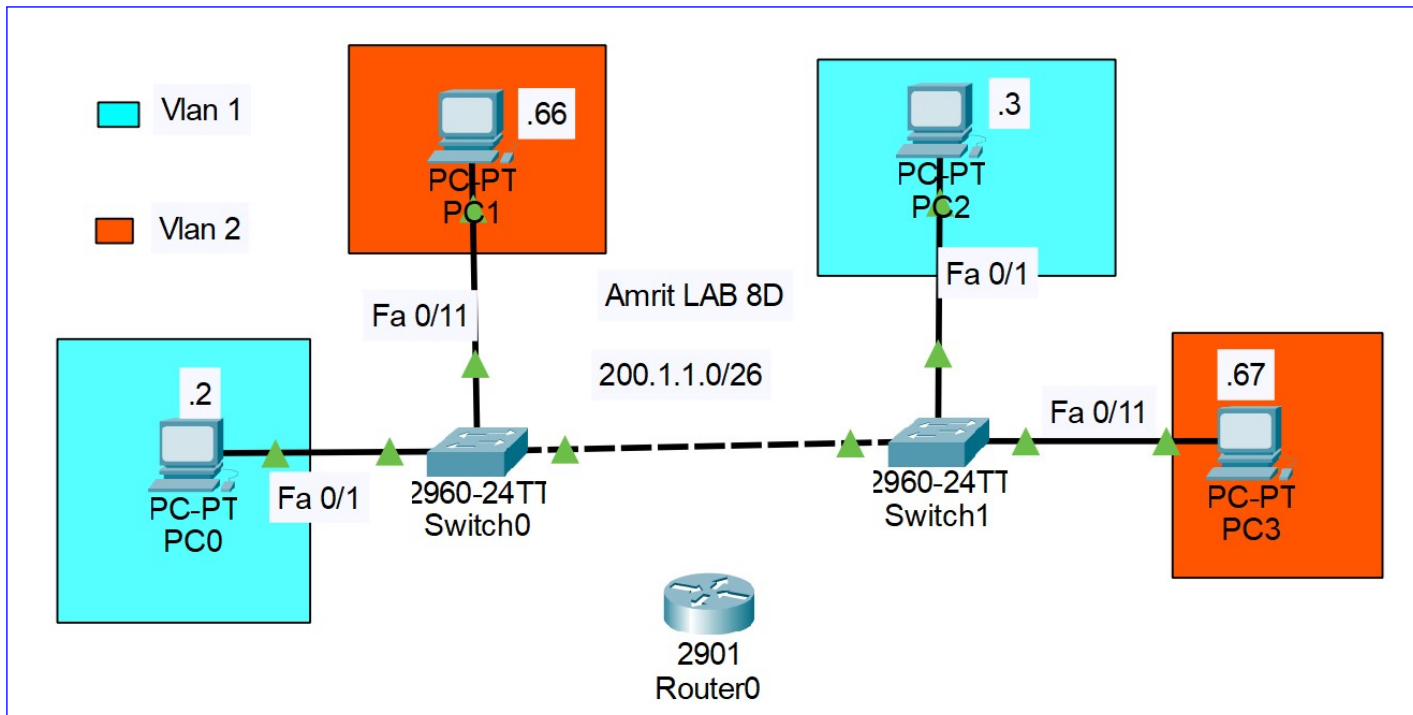 Vlan 1
Vlan 2
.66
PC-PT
PC1
.3
PC-PT
PC2
Fa 0/11
Amrit LAB 8D
200.1.1.0/26
Fa 0/1
.2
PC-PT
PC0
Fa 0/1
2960-24TT
Switch0
2960-24TT
Switch1
Fa 0/11
.67
PC-PT
PC3
2901
Router0